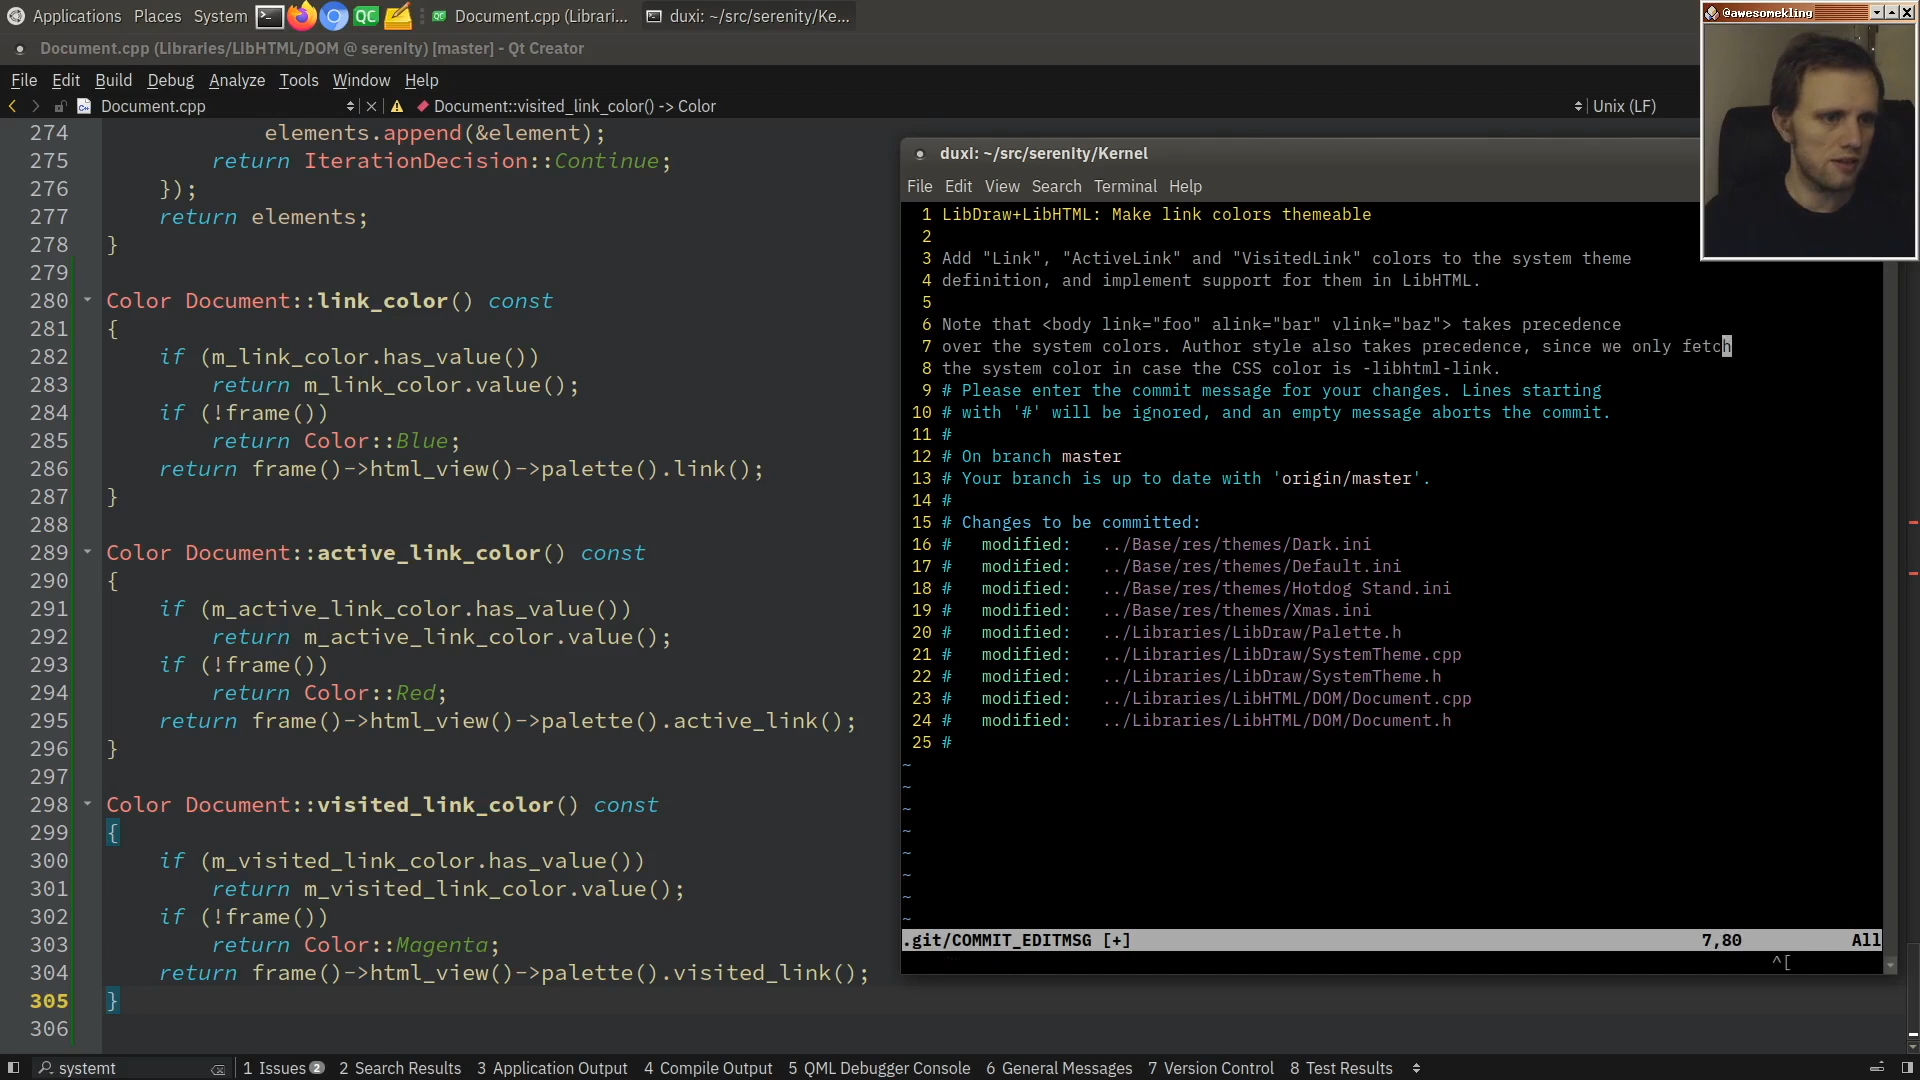 Applications Places System QC QC Document.cpp (Librari... duxi: ~/src/serenity/Ke...
@awesomekling
Document.cpp (Libraries/LibHTML/DOM @ serenity) [master] - Qt Creator
File Edit Build Debug Analyze Tools Window Help
Document.cpp Document::visited_link_color() -> Color Unix (LF)
274 elements.append(&element);
275 return IterationDecision::Continue;
276 });
277 return elements;
278 }
279
280 Color Document::link_color() const
281 {
282 if (m_link_color.has_value())
283 return m_link_color.value();
284 if (!frame())
285 return Color::Blue;
286 return frame()->html_view()->palette().link();
287 }
288
289 Color Document::active_link_color() const
290 {
291 if (m_active_link_color.has_value())
292 return m_active_link_color.value();
293 if (!frame())
294 return Color::Red;
295 return frame()->html_view()->palette().active_link();
296 }
297
298 Color Document::visited_link_color() const
299 {
300 if (m_visited_link_color.has_value())
301 return m_visited_link_color.value();
302 if (!frame())
303 return Color::Magenta;
304 return frame()->html_view()->palette().visited_link();
305 }
306
duxi: ~/src/serenity/Kernel
File Edit View Search Terminal Help
1 LibDraw+LibHTML: Make link colors themeable
2
3 Add "Link", "ActiveLink" and "VisitedLink" colors to the system theme
4 definition, and implement support for them in LibHTML.
5
6 Note that <body link="foo" alink="bar" vlink="baz"> takes precedence
7 over the system colors. Author style also takes precedence, since we only fetch
8 the system color in case the CSS color is -libhtml-link.
9 # Please enter the commit message for your changes. Lines starting
10 # with '#' will be ignored, and an empty message aborts the commit.
11 #
12 # On branch master
13 # Your branch is up to date with 'origin/master'.
14 #
15 # Changes to be committed:
16 # modified: ../Base/res/themes/Dark.ini
17 # modified: ../Base/res/themes/Default.ini
18 # modified: ../Base/res/themes/Hotdog Stand.ini
19 # modified: ../Base/res/themes/Xmas.ini
20 # modified: ../Libraries/LibDraw/Palette.h
21 # modified: ../Libraries/LibDraw/SystemTheme.cpp
22 # modified: ../Libraries/LibDraw/SystemTheme.h
23 # modified: ../Libraries/LibHTML/DOM/Document.cpp
24 # modified: ../Libraries/LibHTML/DOM/Document.h
25 #
~
~
~
~
~
~
~
~
.git/COMMIT_EDITMSG [+] 7,80 All
^[
systemt 1 Issues 2 2 Search Results 3 Application Output 4 Compile Output 5 QML Debugger Console 6 General Messages 7 Version Control 8 Test Results